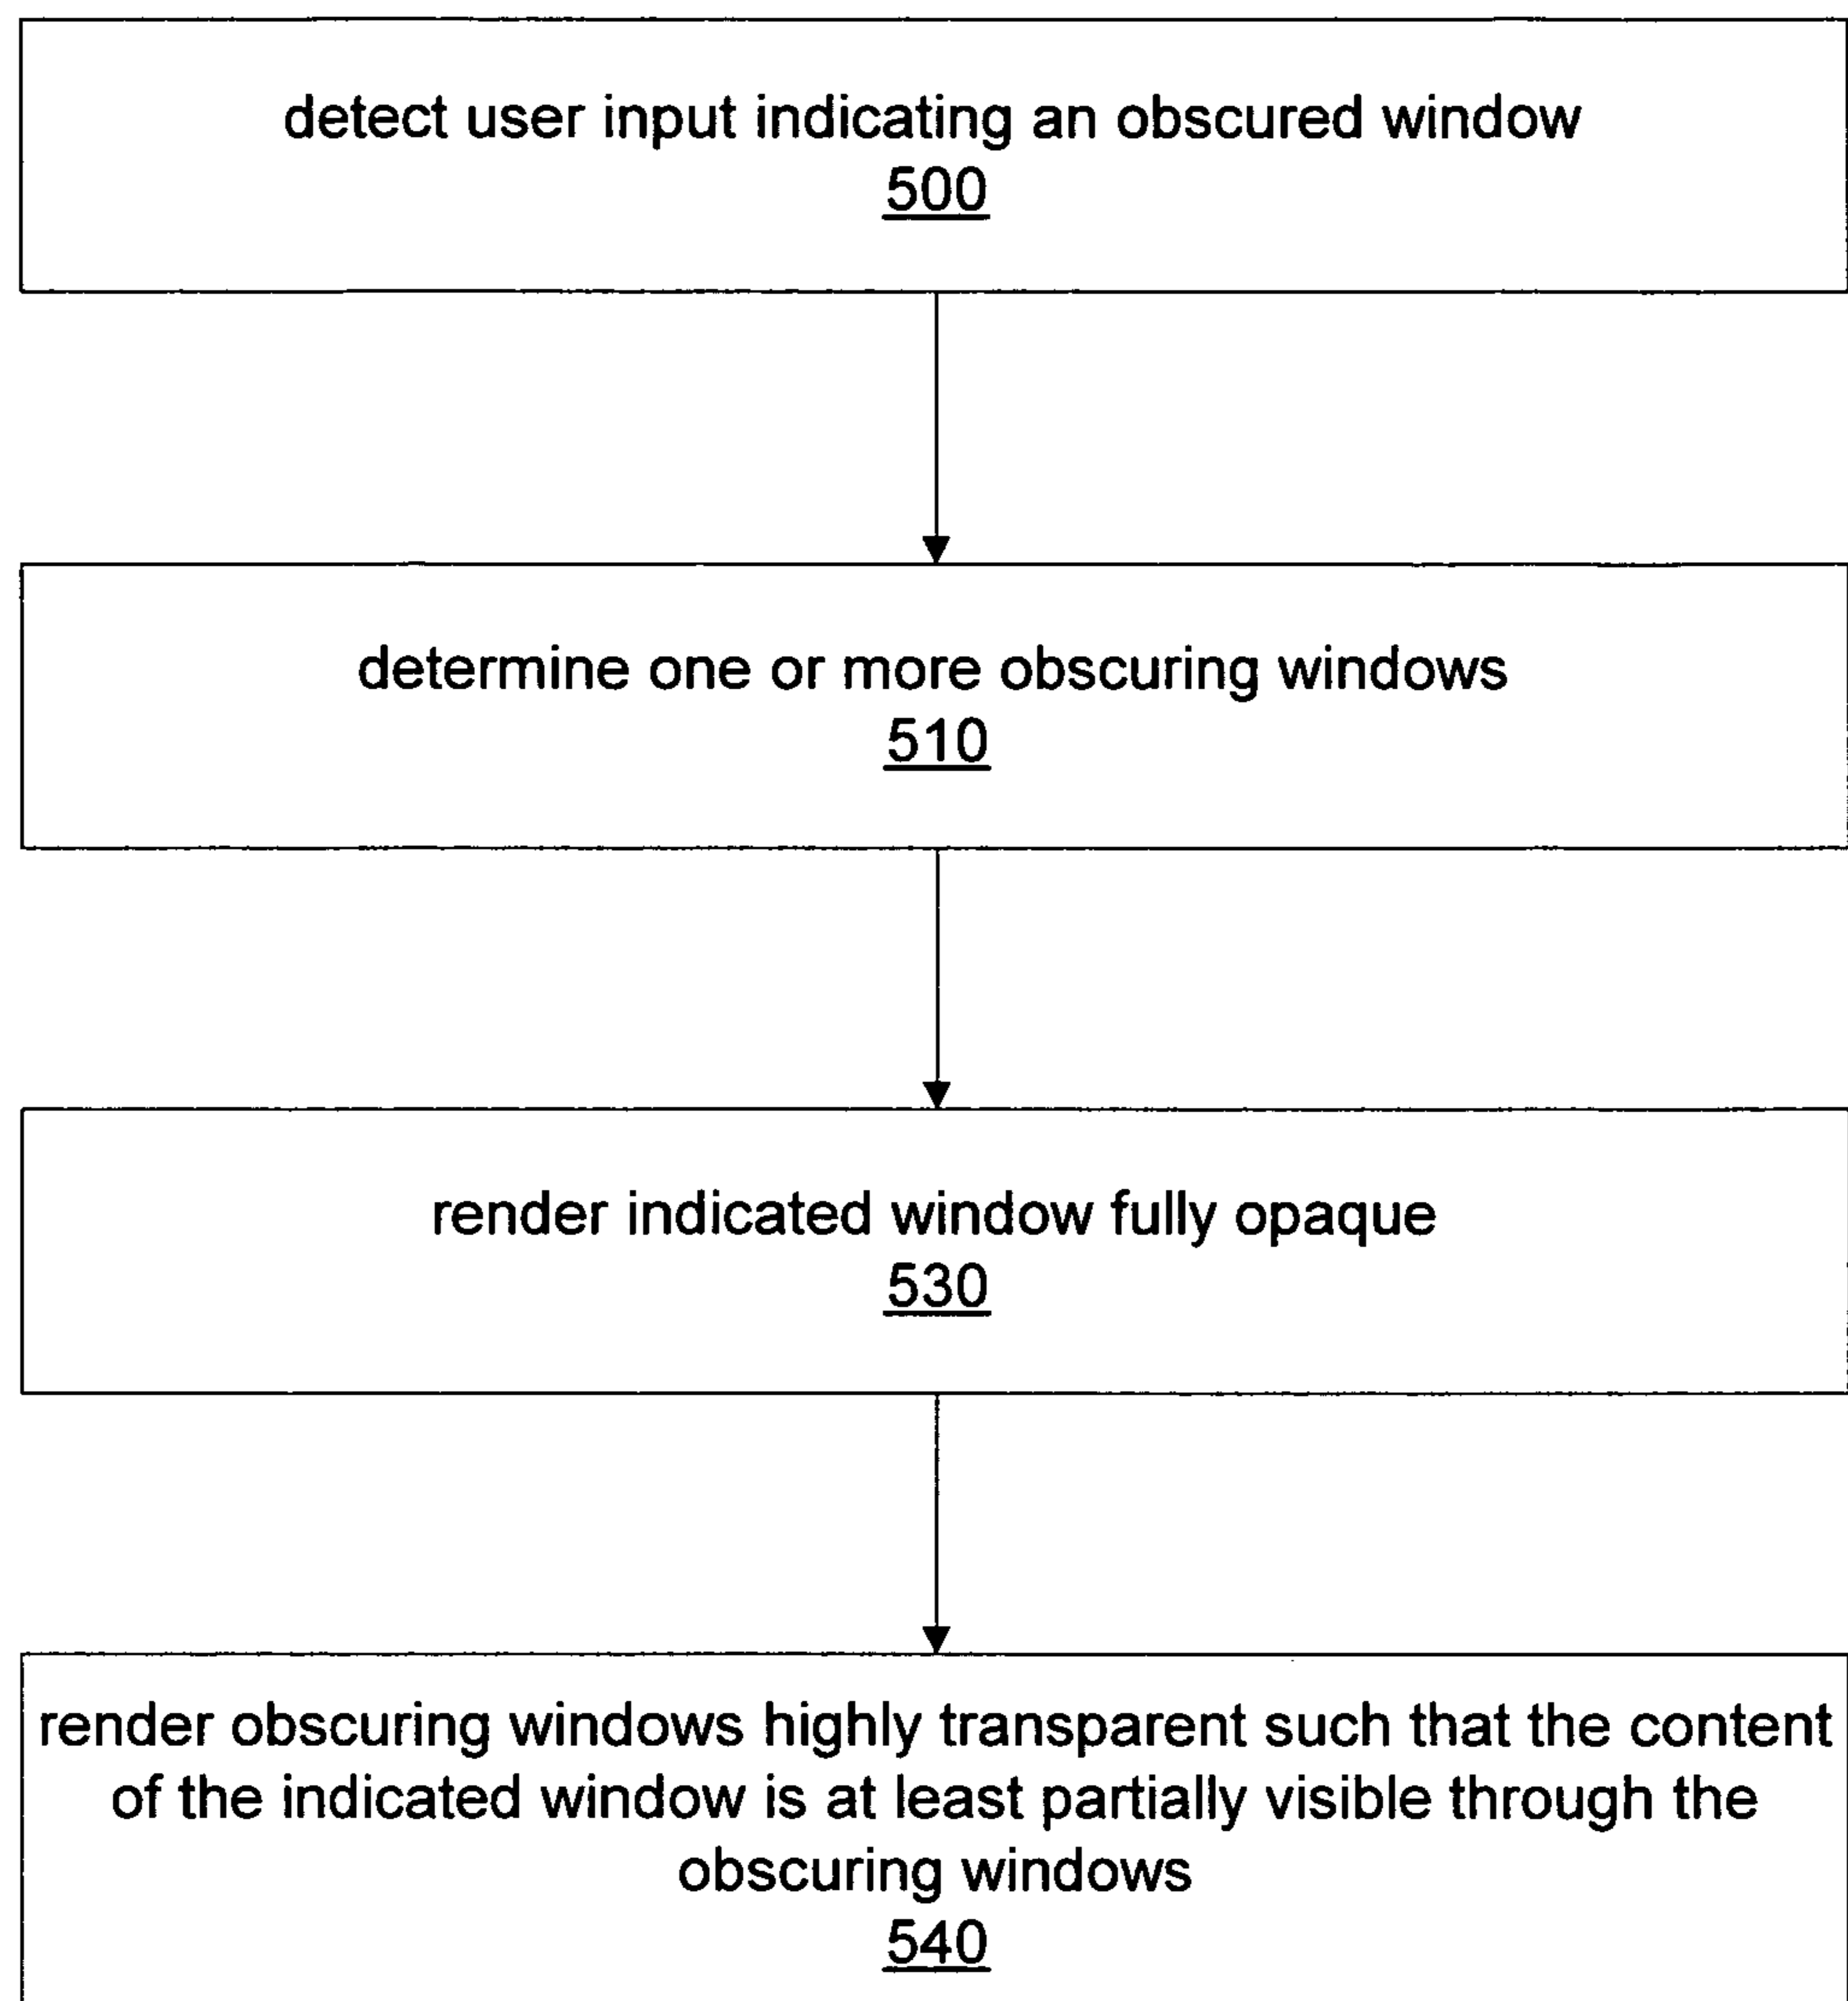 detect user input indicating an obscured window
500
determine one or more obscuring windows
510
render indicated window fully opaque
530
render obscuring windows highly transparent such that the content
of the indicated window is at least partially visible through the
obscuring windows
540